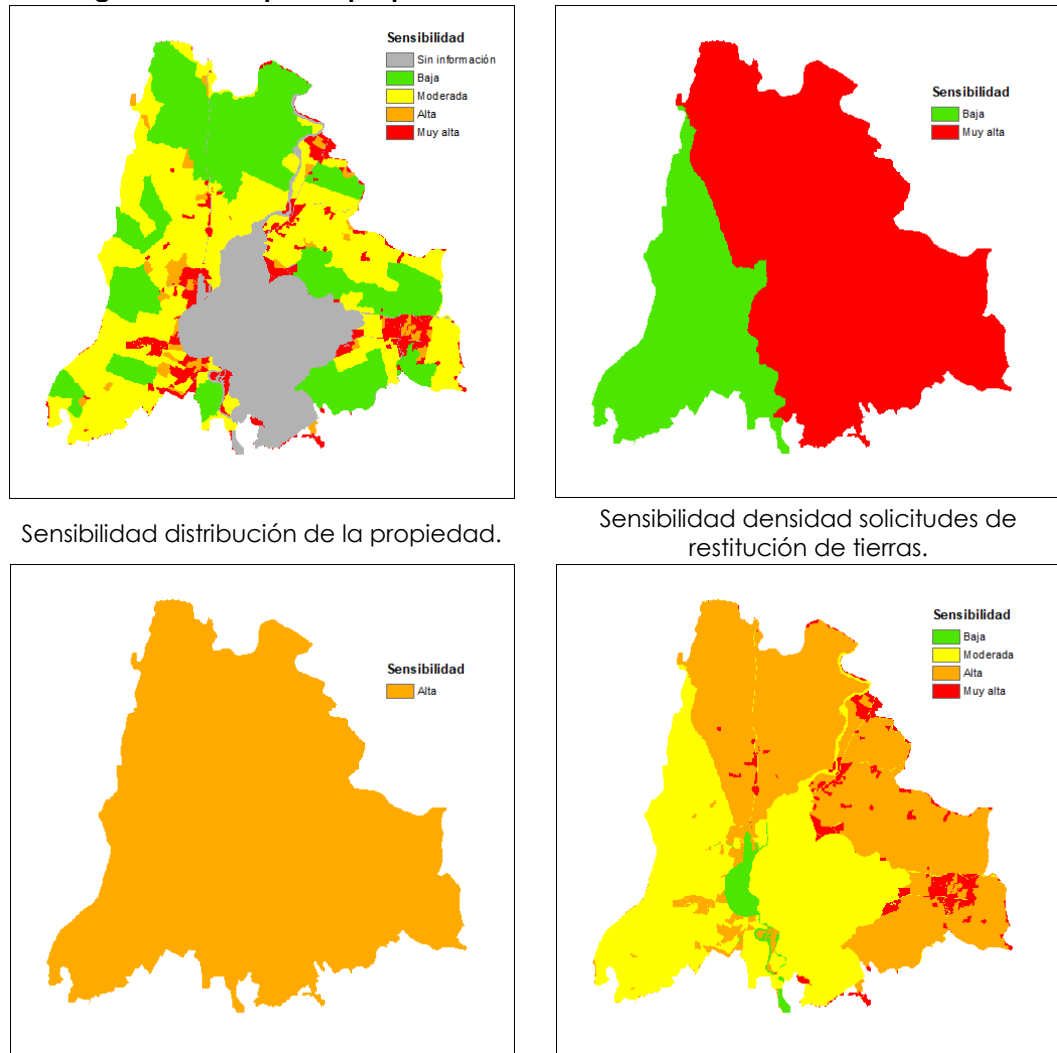 Sensibilidad
Sin información
Baja
Moderada
Alta
Muy alta
Sensibilidad
Baja
Muy alta
Sensibilidad distribución de la propiedad.
Sensibilidad densidad solicitudes de
restitución de tierras.
Sensibilidad
Alta
Sensibilidad
Baja
Moderada
Alta
Muy alta